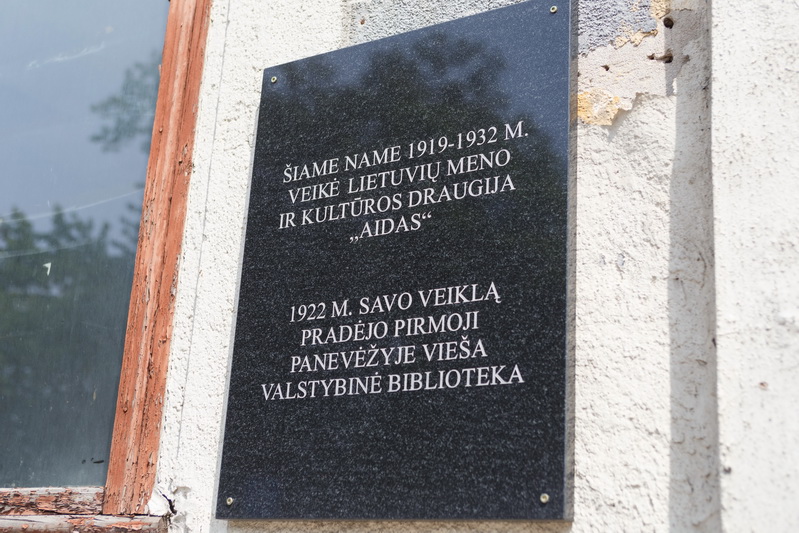 ŠIAME NAME 1919-1932 M.
VEIKĖ LIETUVIŲ MENO
IR KULTŪROS DRAUGIJA
„AIDAS“
1922 M. SAVO VEIKLĄ
PRADĖJO PIRMOJI
PANEVĖŽYJE VIEŠA
VALSTYBINĖ BIBLIOTEKA